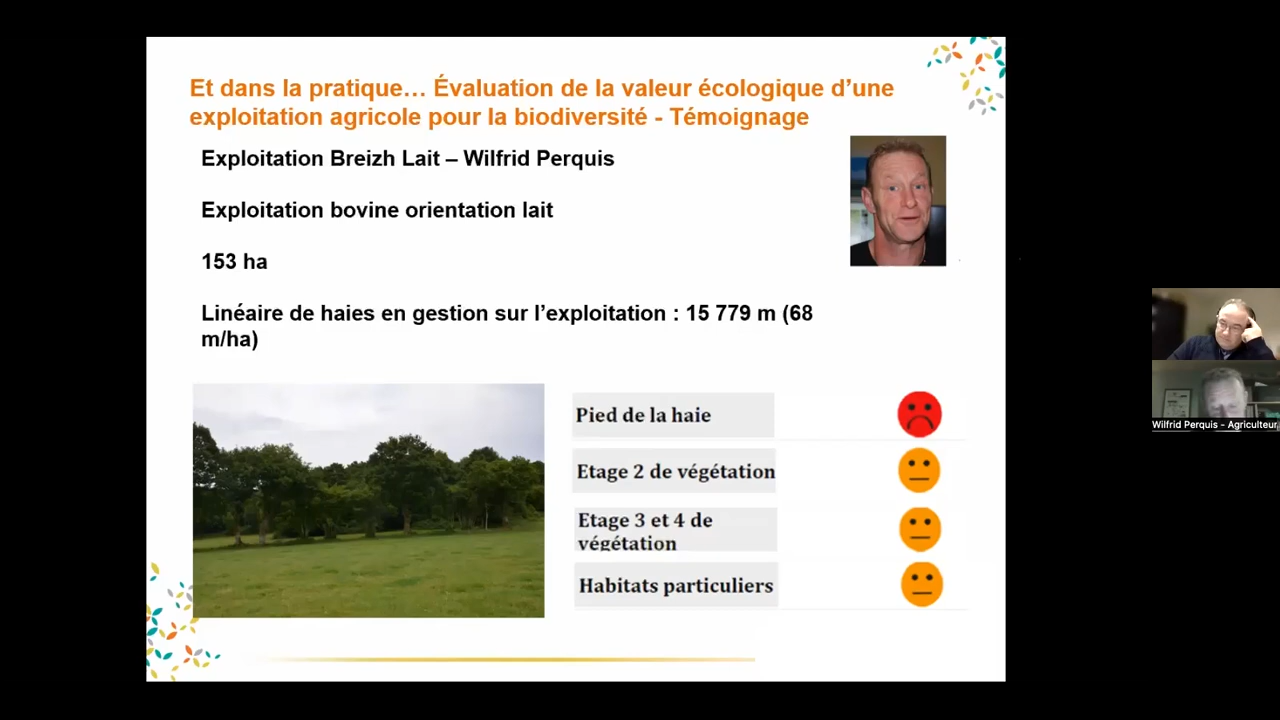 Et dans la pratique… Évaluation de la valeur écologique d’une
exploitation agricole pour la biodiversité - Témoignage
Exploitation Breizh Lait – Wilfrid Perquis
Exploitation bovine orientation lait
153 ha
Linéaire de haies en gestion sur l’exploitation : 15 779 m (68
m/ha)
Pied de la haie
Etage 2 de végétation
Etage 3 et 4 de
végétation
Habitats particuliers
Wilfrid Perquis - Agriculteur